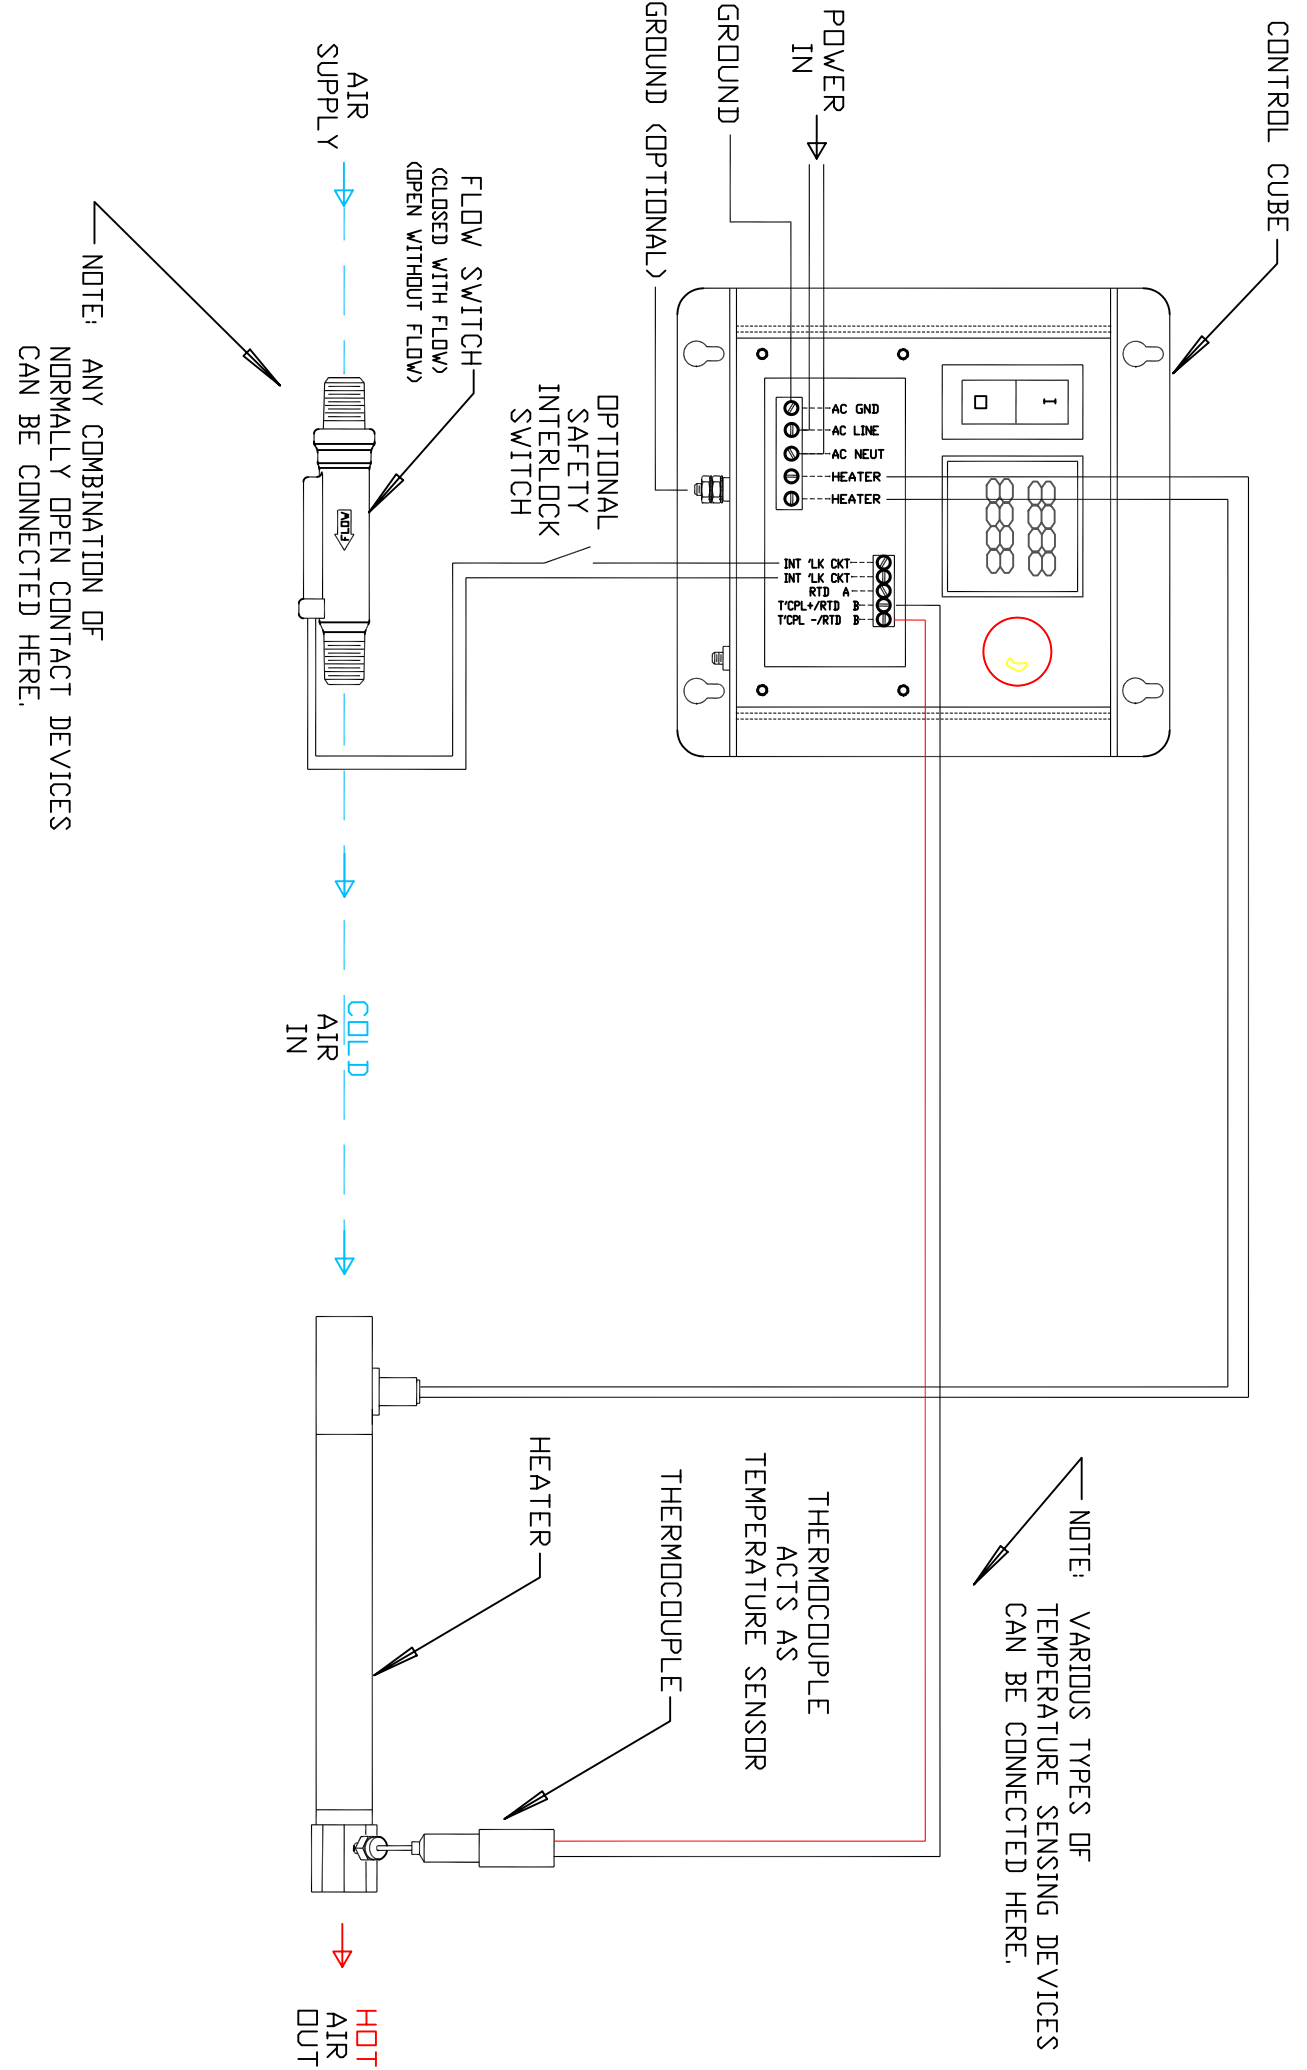 CONTROL CUBE
POWER
IN
GROUND
GROUND (OPTIONAL)
I
AC GND
AC LINE
AC NEUT
HEATER
HEATER
INT 'LK CKT
INT 'LK CKT
RTD A
T'CPL+/RTD B
T'CPL -/RTD B
OPTIONAL
SAFETY
INTERLOCK
SWITCH
FLOW SWITCH
(CLOSED WITH FLOW)
(OPEN WITHOUT FLOW)
FLOW
AIR
SUPPLY
NOTE: ANY COMBINATION OF
NORMALLY OPEN CONTACT DEVICES
CAN BE CONNECTED HERE.
COLD
AIR
IN
NOTE: VARIOUS TYPES OF
TEMPERATURE SENSING DEVICES
CAN BE CONNECTED HERE.
THERMOCOUPLE
ACTS AS
TEMPERATURE SENSOR
THERMOCOUPLE
HEATER
HOT
AIR
OUT